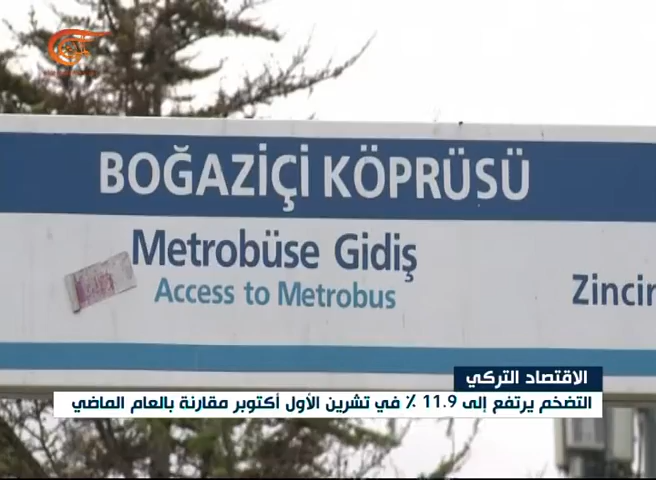 BOĞAZİÇİ KÖPRÜSÜ
Metrobüse Gidiş
Access to Metrobus
Zincir
الاقتصاد التركي
التضخم يرتفع إلى 11.9 ٪ في تشرين الأول أكتوبر مقارنة بالعام الماضي